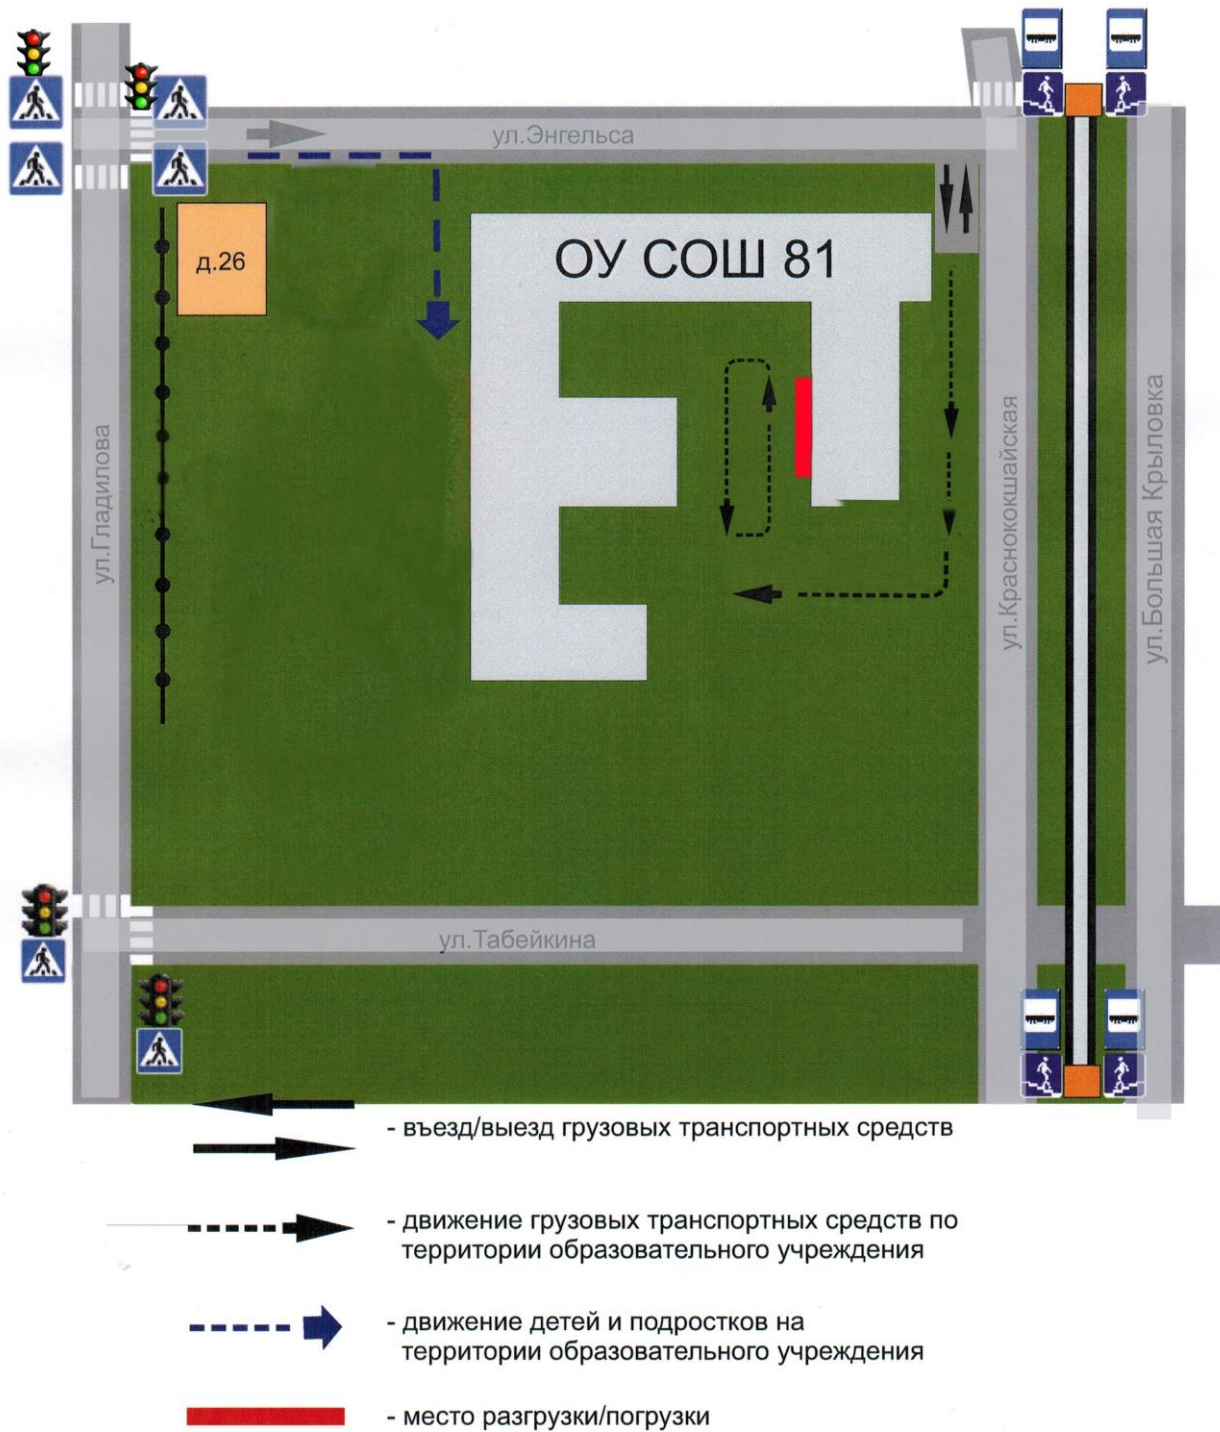 ул.Энгельса
д.26
ОУ СОШ 81
ул.Гладилова
ул.Краснококшайская
ул.Большая Крыловка
ул.Табейкина
- въезд/выезд грузовых транспортных средств
- движение грузовых транспортных средств по
территории образовательного учреждения
- движение детей и подростков на
территории образовательного учреждения
- место разгрузки/погрузки